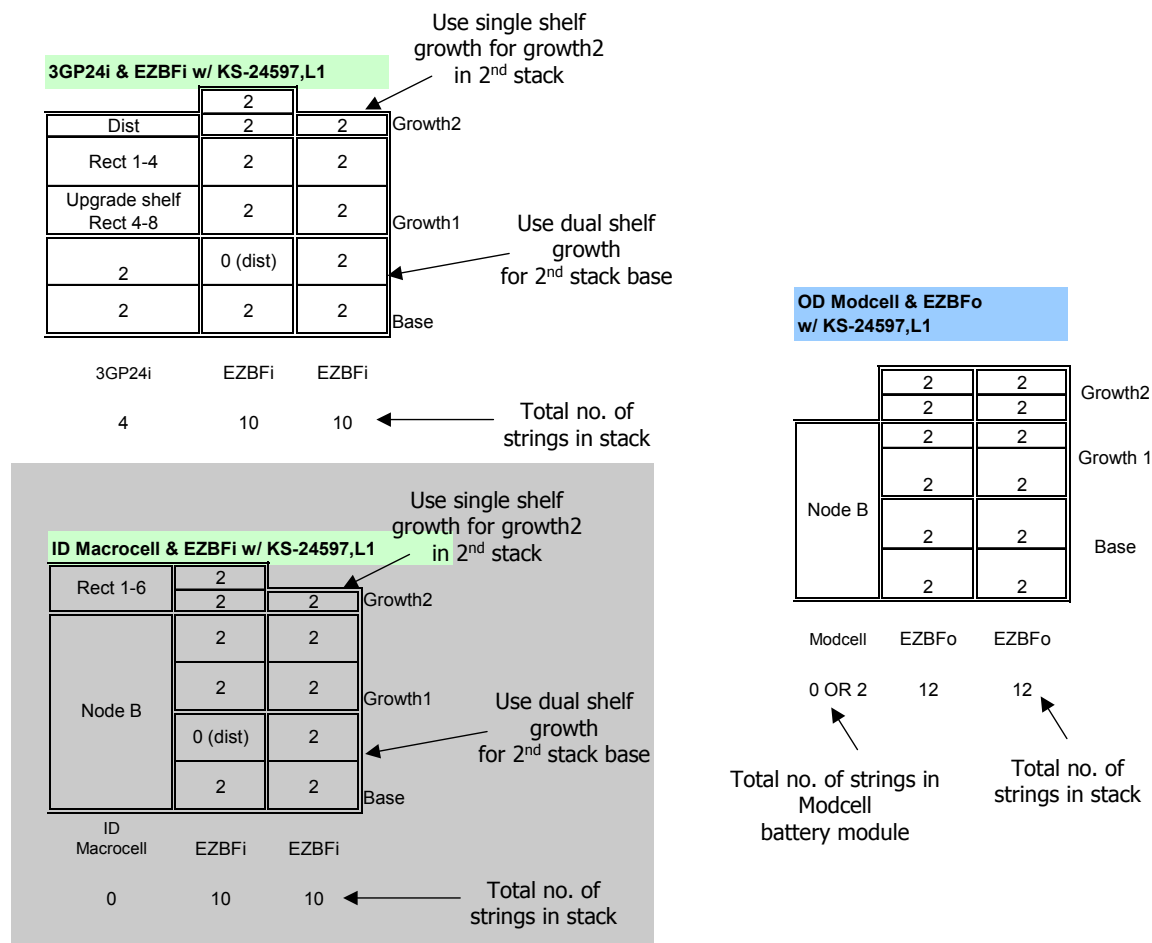 Use single shelf
growth for growth2
in 2nd stack
3GP24i & EZBFi w/ KS-24597,L1
2
Dist 2 2 Growth2
Rect 1-4 2 2
Upgrade shelf
Rect 4-8 2 2 Growth1
Use dual shelf
growth
for 2nd stack base
2 0 (dist) 2
2 2 2 Base
3GP24i EZBFi EZBFi
4 10 10
Total no. of
strings in stack
Use single shelf
growth for growth2
in 2nd stack
ID Macrocell & EZBFi w/ KS-24597,L1
Rect 1-6 2
2 2 Growth2
2 2
2 2 Growth1
Node B
Use dual shelf
growth
for 2nd stack base
0 (dist) 2
2 2 Base
ID
Macrocell EZBFi EZBFi
0 10 10
Total no. of
strings in stack
OD Modcell & EZBFo
w/ KS-24597,L1
2 2 Growth2
2 2
2 2 Growth 1
2 2
Node B
2 2 Base
2 2
Modcell EZBFo EZBFo
0 OR 2 12 12
Total no. of strings in
Modcell
battery module
Total no. of
strings in stack